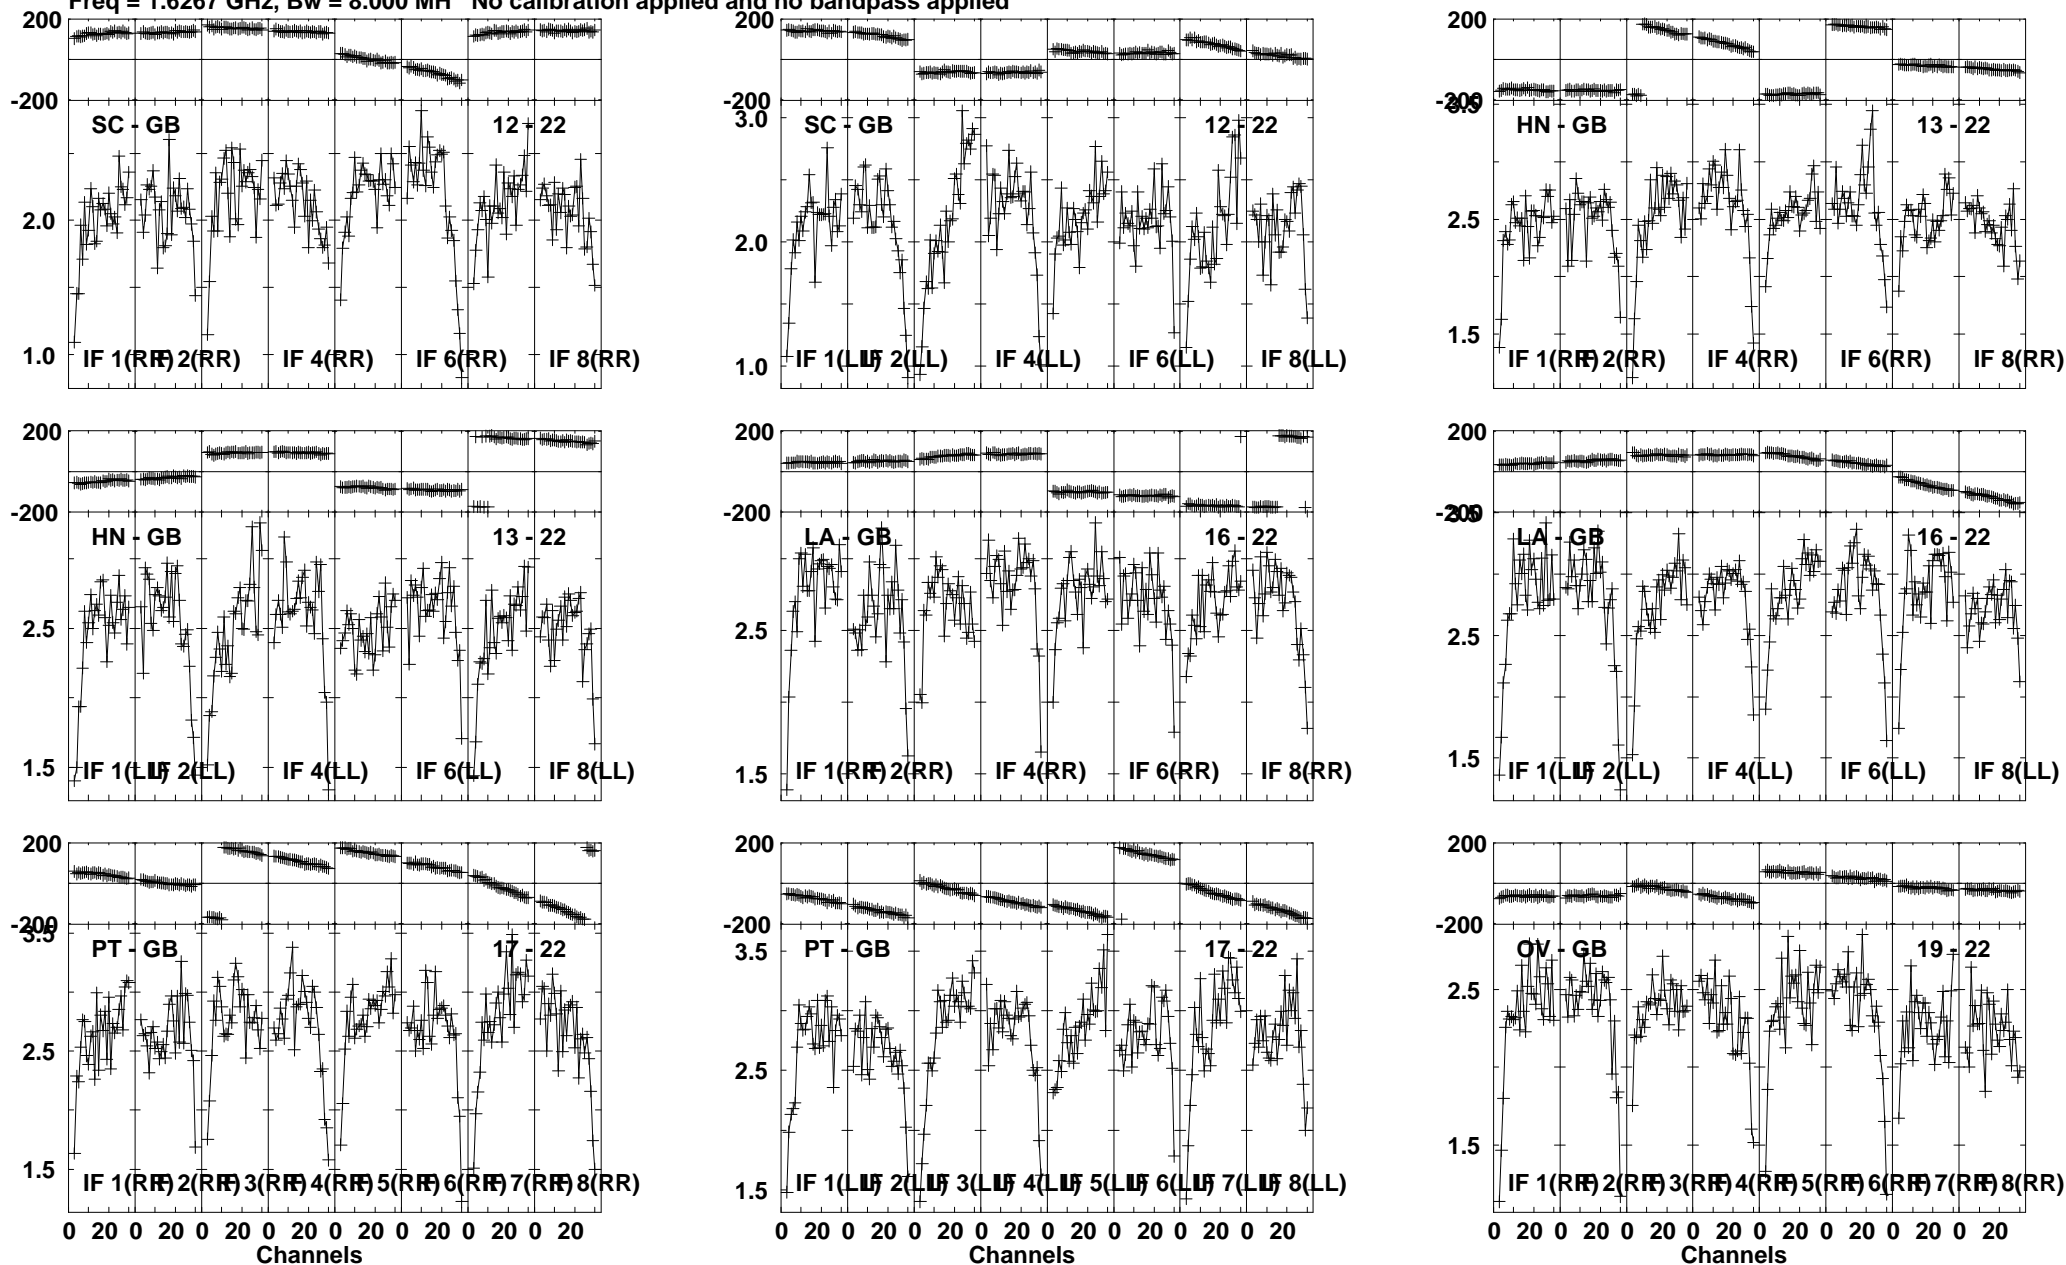 Freq = 1.6267 GHz, Bw = 8.000 MH No calibration applied and no bandpass applied
200 200 200
-200 -200 -200
SC - GB 12 - 22 SC - GB 12 - 22 HN - GB 13 - 22
3.5
3.0
2.0 2.0 2.5
1.5
1.0 1.0
IF 1(RR) IF 2(RR) IF 4(RR) IF 6(RR) IF 8(RR) IF 1(LL) IF 2(LL) IF 4(LL) IF 6(LL) IF 8(LL) IF 1(RR) IF 2(RR) IF 4(RR) IF 6(RR) IF 8(RR)
200 200 200
-200 -200 -200
3.5
HN - GB 13 - 22 LA - GB 16 - 22 LA - GB 16 - 22
2.5 2.5 2.5
1.5 1.5 1.5
IF 1(LL) IF 2(LL) IF 4(LL) IF 6(LL) IF 8(LL) IF 1(RR) IF 2(RR) IF 4(RR) IF 6(RR) IF 8(RR) IF 1(LL) IF 2(LL) IF 4(LL) IF 6(LL) IF 8(LL)
200 200 200
-200 -200 -200
3.5
PT - GB 17 - 22 PT - GB 17 - 22 OV - GB 19 - 22
3.5
2.5 2.5 2.5
1.5 1.5 1.5
IF 1(RR) IF 2(RR) IF 3(RR) IF 4(RR) IF 5(RR) IF 6(RR) IF 7(RR) IF 8(RR) IF 1(LL) IF 2(LL) IF 3(LL) IF 4(LL) IF 5(LL) IF 6(LL) IF 7(LL) IF 8(LL) IF 1(RR) IF 2(RR) IF 3(RR) IF 4(RR) IF 5(RR) IF 6(RR) IF 7(RR) IF 8(RR)
0 20 0 20 0 20 0 20 0 20 0 20 0 20 0 20 0 20 0 20 0 20 0 20 0 20 0 20 0 20 0 20 0 20 0 20 0 20 0 20 0 20 0 20 0 20 0 20
Channels Channels Channels